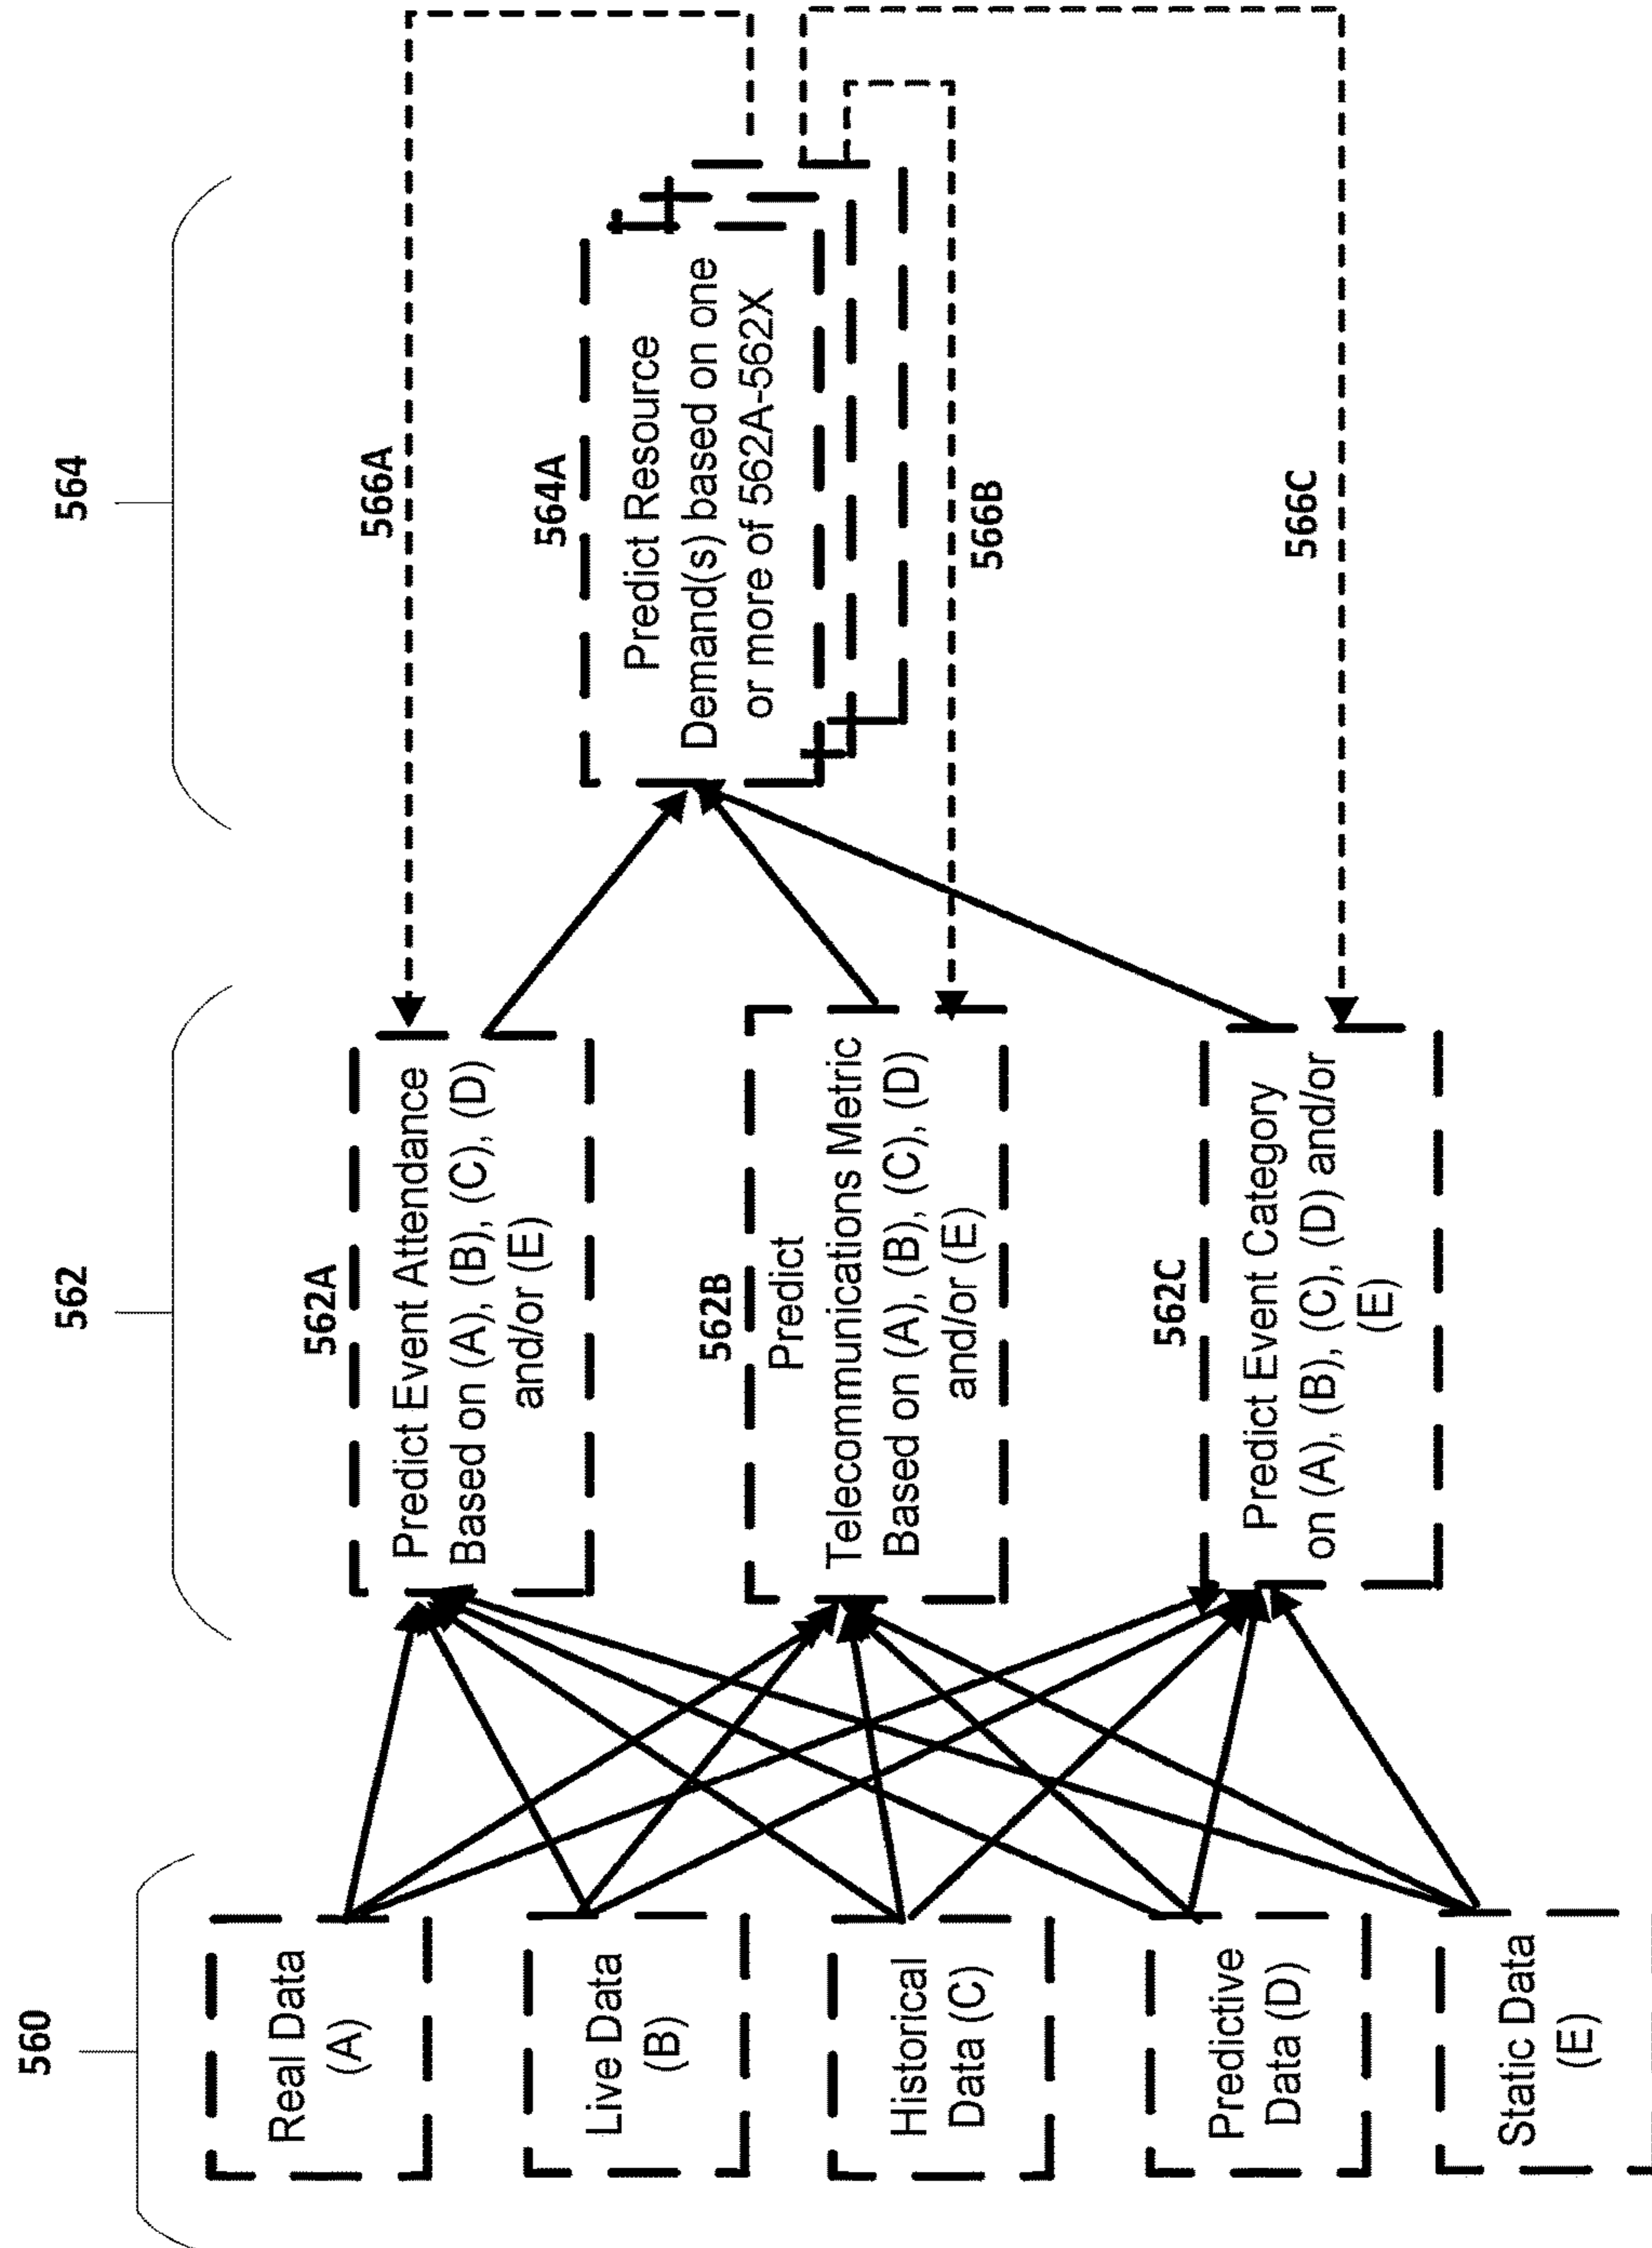 560
562
564
Real Data
(A)
Live Data
(B)
Historical
Data (C)
Predictive
Data (D)
Static Data
(E)
562A
Predict Event Attendance
Based on (A), (B), (C), (D)
and/or (E)
562B
Predict
Telecommunications Metric
Based on (A), (B), (C), (D)
and/or (E)
562C
Predict Event Category
on (A), (B), (C), (D) and/or
(E)
566A
564A
Predict Resource
Demand(s) based on one
or more of 562A-562X
566B
566C